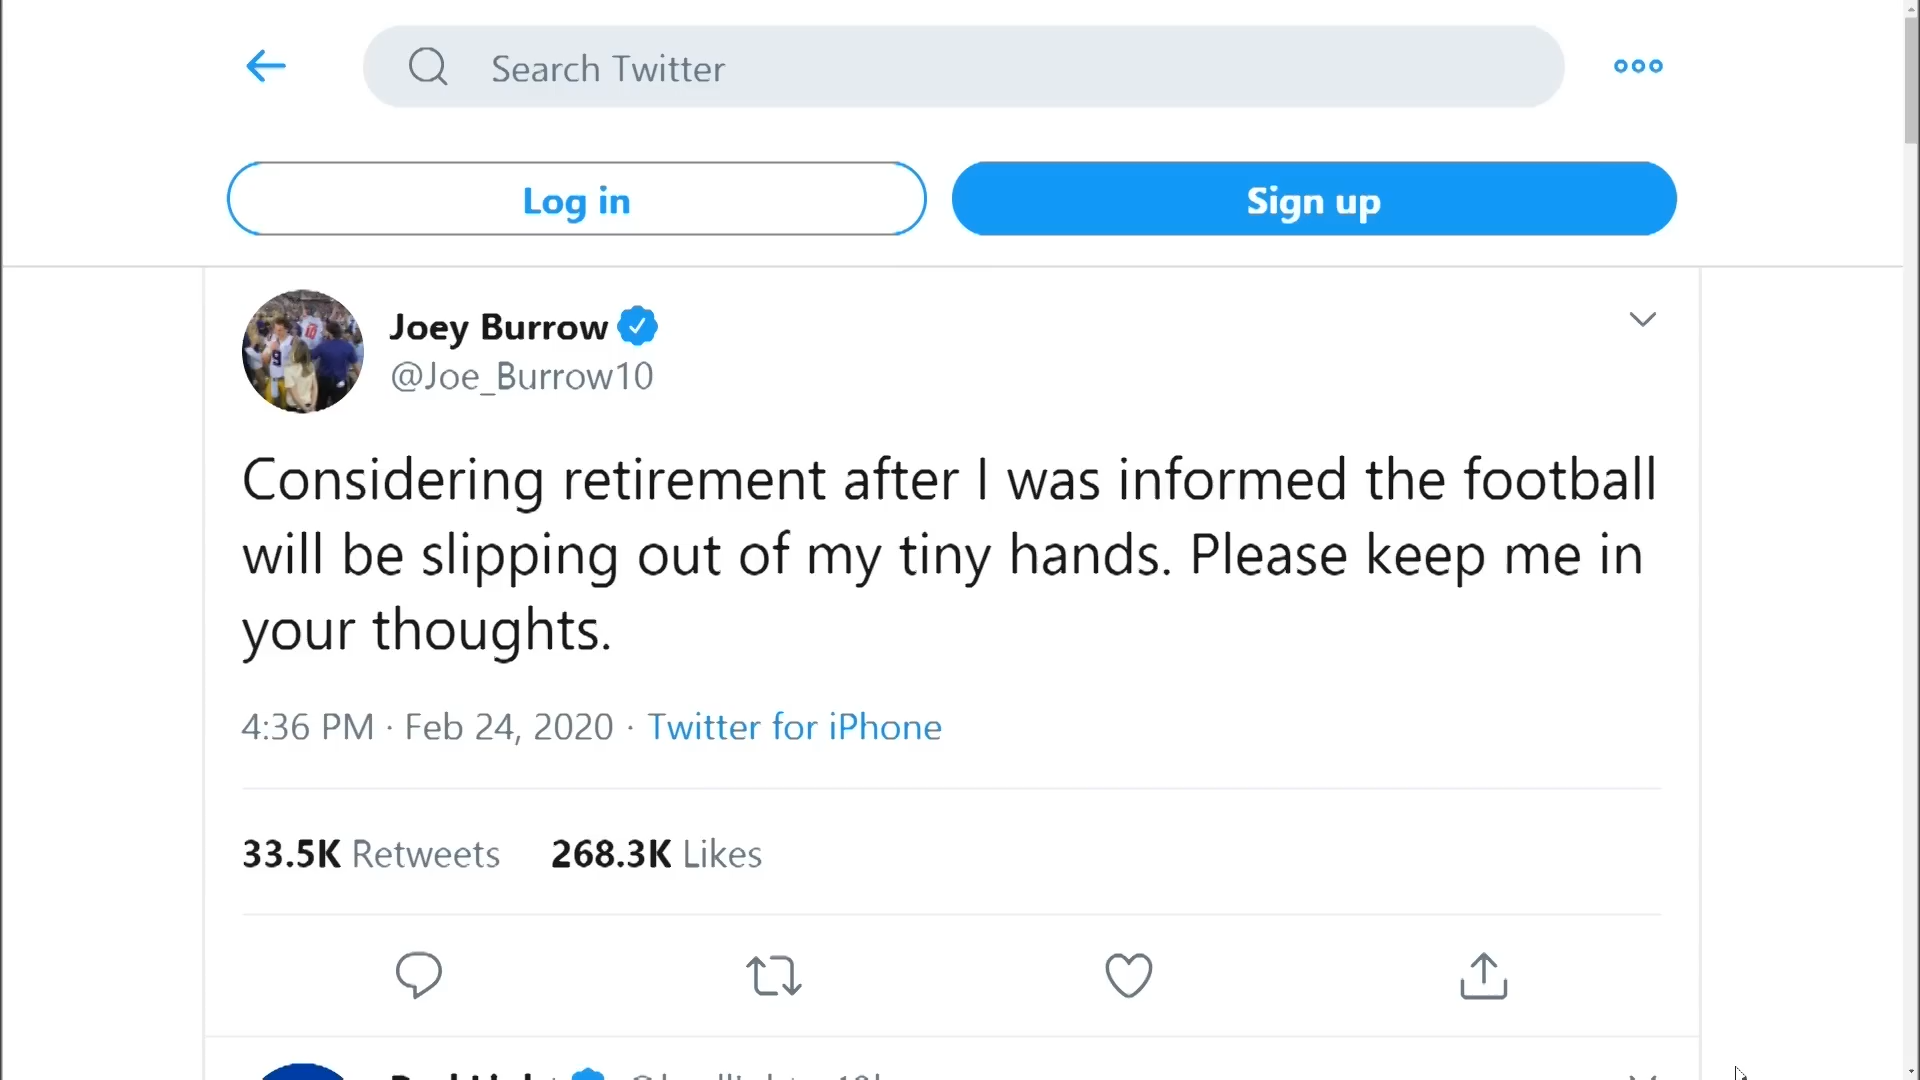 Search Twitter
Log in
Sign up
Joey Burrow
@Joe_Burrow10
Considering retirement after I was informed the football
will be slipping out of my tiny hands. Please keep me in
your thoughts.
4:36 PM · Feb 24, 2020 · Twitter for iPhone
33.5K Retweets 268.3K Likes